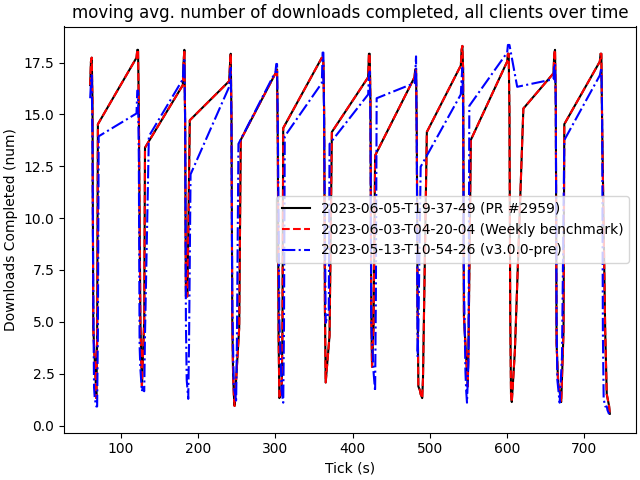 moving avg. number of downloads completed, all clients over time
Downloads Completed (num)
17.5
15.0
12.5
10.0
7.5
5.0
2.5
0.0
2023-06-05-T19-37-49 (PR #2959)
2023-06-03-T04-20-04 (Weekly benchmark)
2023-05-13-T10-54-26 (v3.0.0-pre)
100 200 300 400 500 600 700
Tick (s)